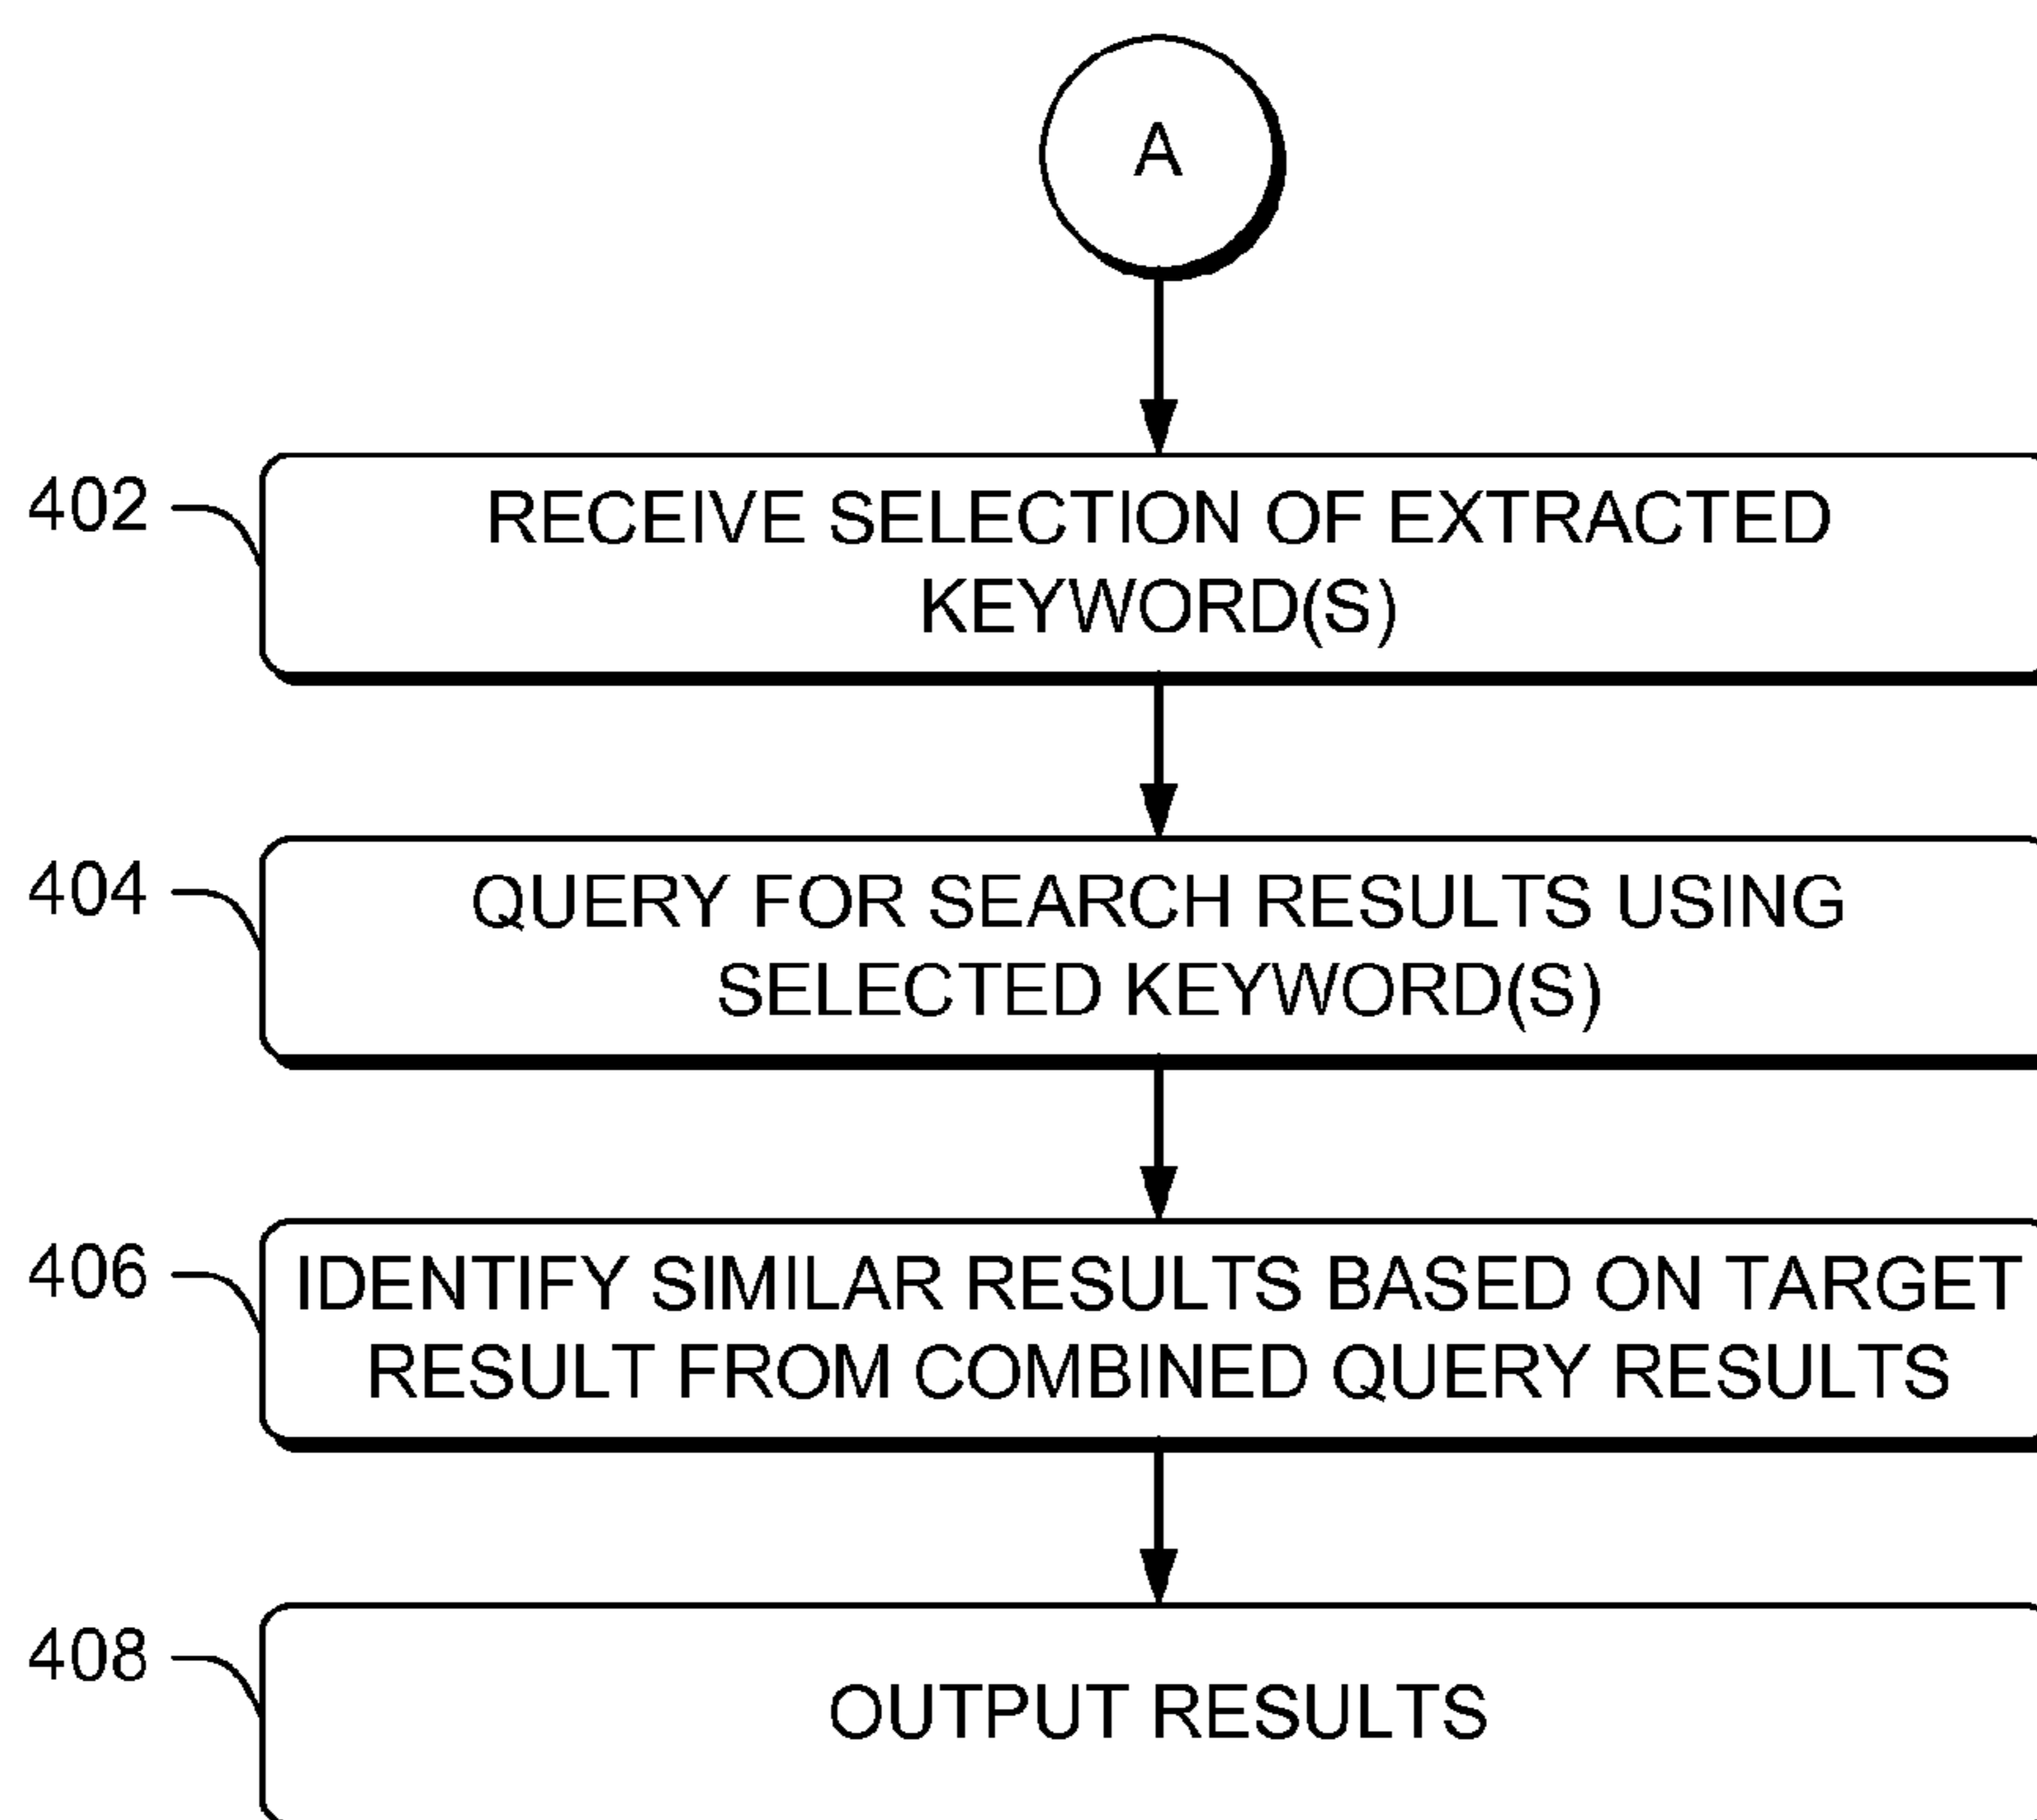 A
402
RECEIVE SELECTION OF EXTRACTED
KEYWORD(S)
404
QUERY FOR SEARCH RESULTS USING
SELECTED KEYWORD(S)
406
IDENTIFY SIMILAR RESULTS BASED ON TARGET
RESULT FROM COMBINED QUERY RESULTS
408
OUTPUT RESULTS